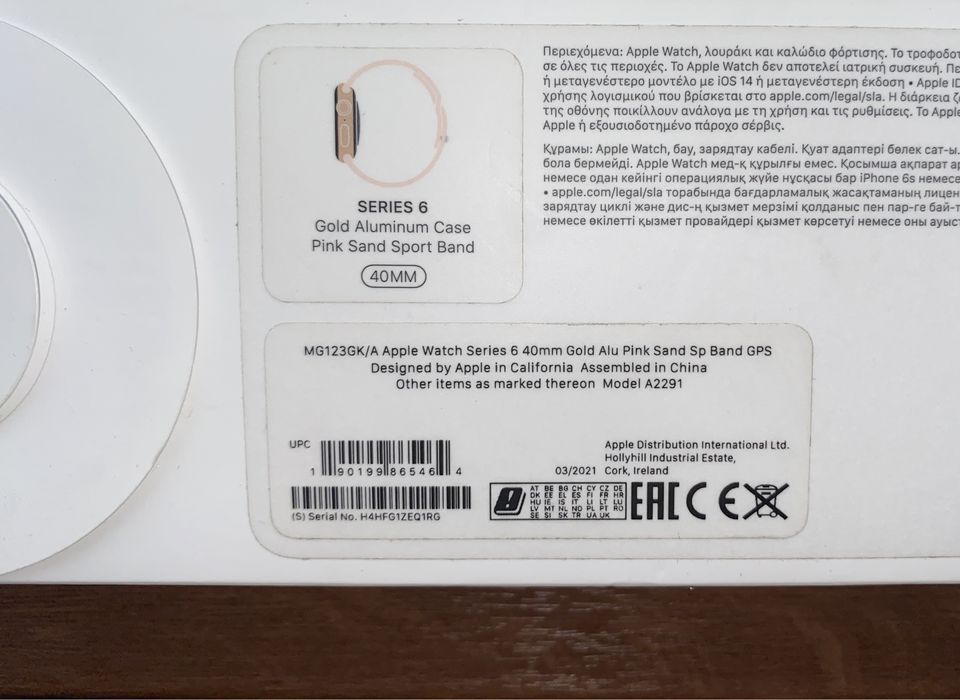 SERIES 6
Gold Aluminum Case
Pink Sand Sport Band
40MM
Περιεχόμενα: Apple Watch, λουράκι και καλώδιο φόρτισης. Το τροφοδοτ
σε όλες τις περιοχές. Το Apple Watch δεν αποτελεί ιατρική συσκευή. Πε
ή μεταγενέστερο μοντέλο με iOS 14 ή μεταγενέστερη έκδοση • Apple ID
χρήσης λογισμικού που βρίσκεται στο apple.com/legal/sla. Η διάρκεια ζ
της οθόνης ποικίλλουν ανάλογα με τη χρήση και τις ρυθμίσεις. Το Apple
Apple ή εξουσιοδοτημένο πάροχο σέρβις.
Құрамы: Apple Watch, бау, зарядтау кабелі. Қуат адаптері бөлек сат-ы.
бола бермейді. Apple Watch мед-қ құрылғы емес. Қосымша ақпарат ар
немесе одан кейінгі операциялық жүйе нұсқасы бар iPhone 6s немесе
• apple.com/legal/sla торабында бағдарламалық жасақтаманың лицен
зарядтау циклі және дис-ң қызмет мерзімі қолданыс пен пар-ге бай-т
немесе өкілетті қызмет провайдері қызмет көрсетуі немесе оны ауыст
MG123GK/A Apple Watch Series 6 40mm Gold Alu Pink Sand Sp Band GPS
Designed by Apple in California Assembled in China
Other items as marked thereon Model A2291
UPC
1 90199 86546 4
(S) Serial No. H4HFG1ZEQ1RG
Apple Distribution International Ltd.
Hollyhill Industrial Estate,
03/2021 Cork, Ireland
AT BE BG CH CY CZ DE
DK EE EL ES FI FR HR
HU IE IS IT LI LT LU
LV MT NL NO PL PT RO
SE SI SK TR UA UK
EAC CE